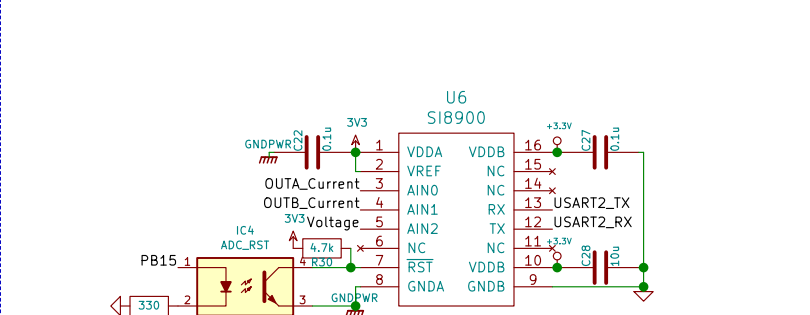 U6
SI8900
3V3
C22
0.1u
GNDPWR
+3.3V
C27
0.1u
1 VDDA VDDB 16
2 VREF NC 15
OUTA_Current 3 AIN0 NC 14
OUTB_Current 4 AIN1 RX 13 USART2_TX
Voltage 5 AIN2 TX 12 USART2_RX
6 NC NC 11
7 RST VDDB 10
8 GNDA GNDB 9
+3.3V
C28
10u
3V3
4.7k
R30
IC4
ADC_RST
PB15 1 4
2 3
330
GNDPWR